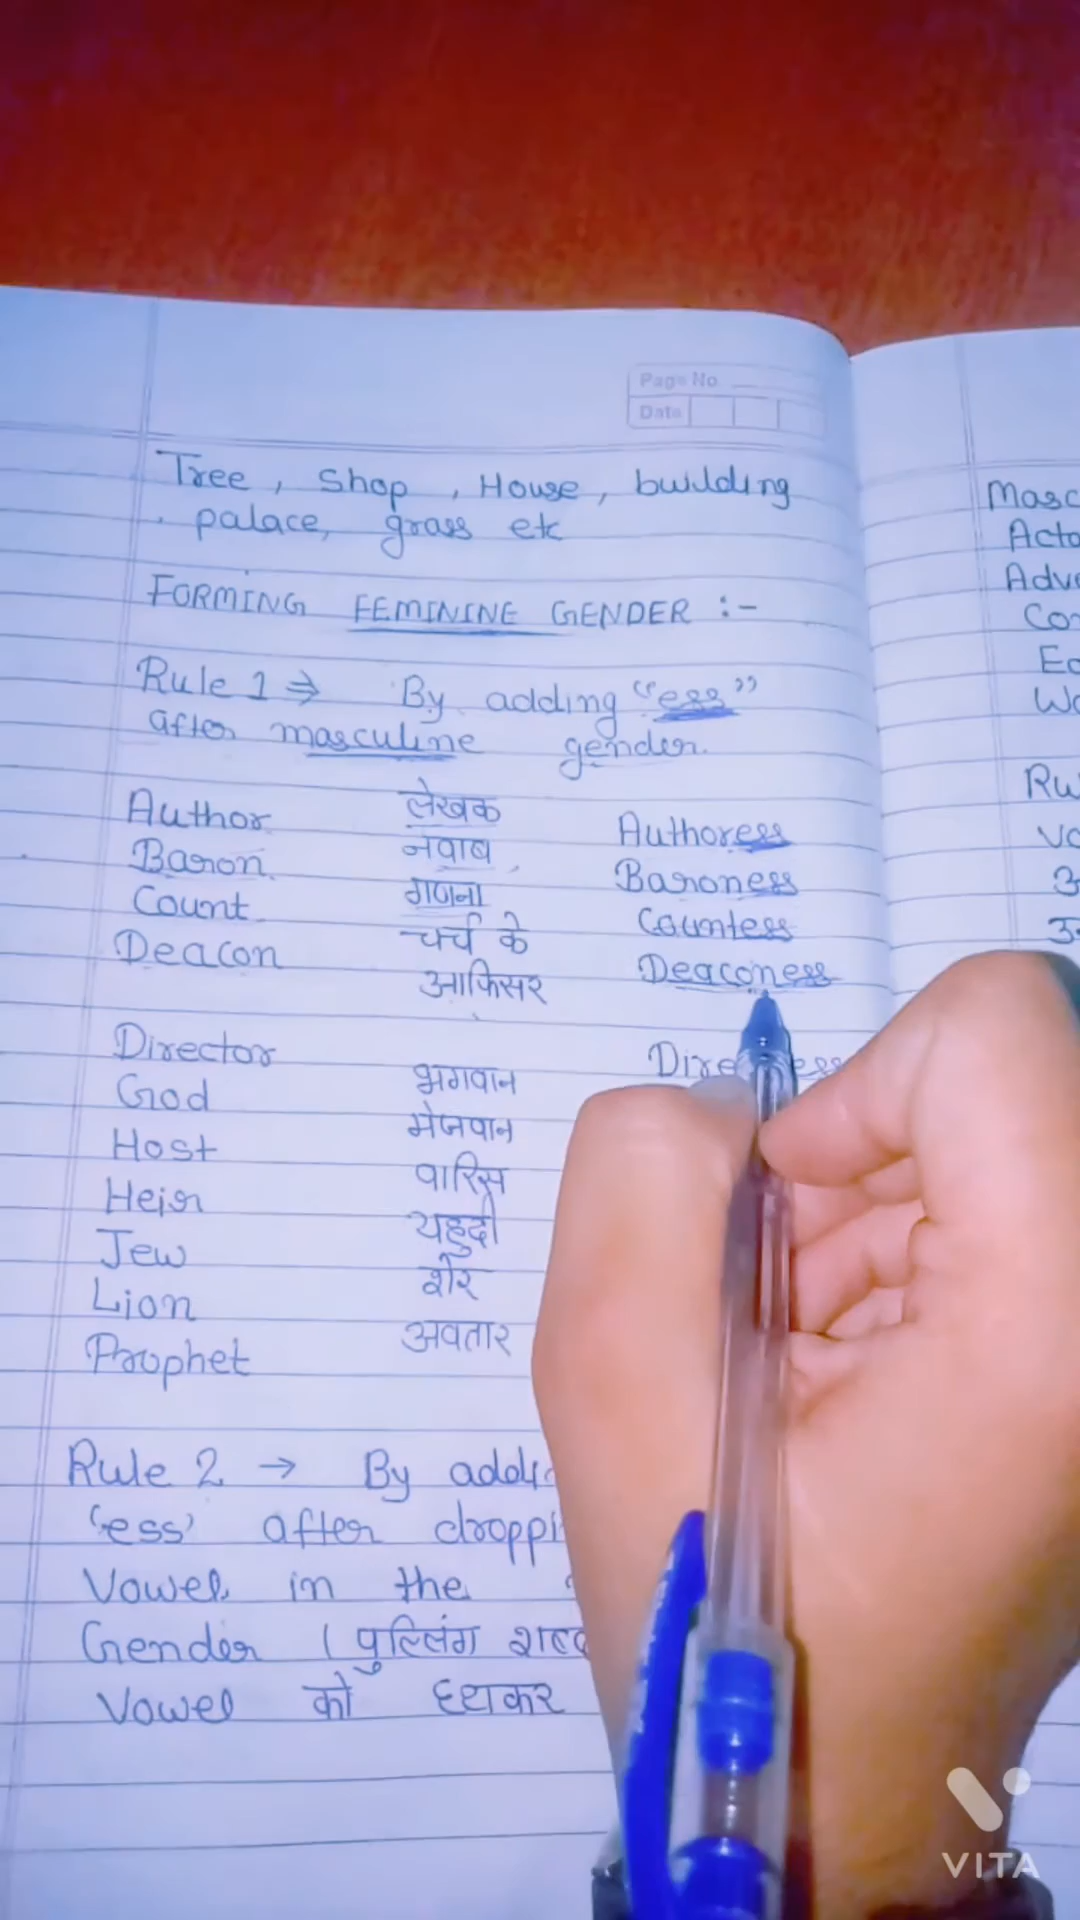 Page No
Date
Tree, Shop, House, building
palace, grass etc
FORMING FEMININE GENDER :-
Rule 1 ⇒ By adding "ess"
after masculine gender.
Author लेखक Authoress
Baron नवाब Baroness
Count गणना Countess
Deacon चर्च के Deaconess
आफिसर
Director
God भगवान
Host मेजवान
Heir वारिस
Jew यहुदी
Lion शेर
Prophet अवतार
Rule 2 →  By
'ess' after
Vowel in the
Gender ( पुल्लिंग
Vowel को हटाकर
VITA